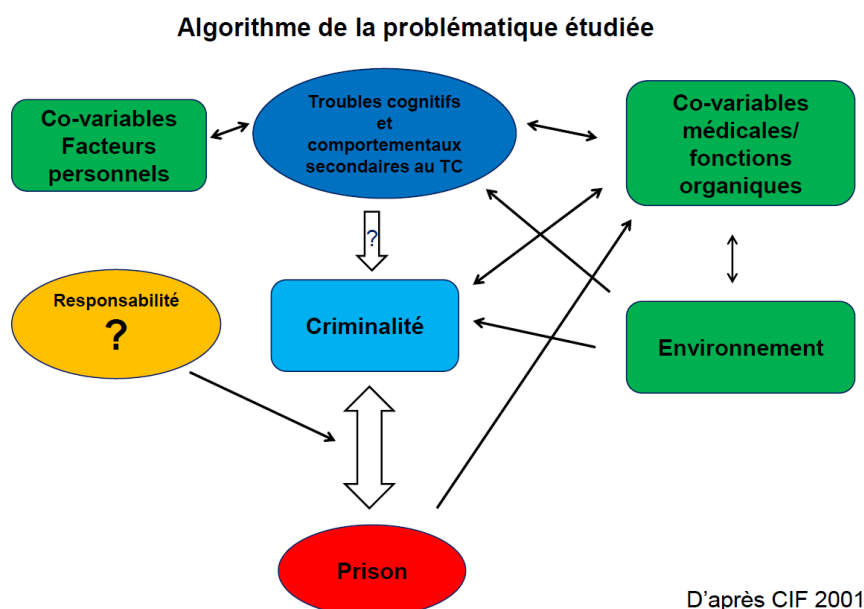 Algorithme de la problématique étudiée
Co-variables
Facteurs
personnels
Troubles cognitifs
et
comportementaux
secondaires au TC
Co-variables
médicales/
fonctions
organiques
?
Responsabilité
?
Criminalité
Environnement
Prison
D'après CIF 2001